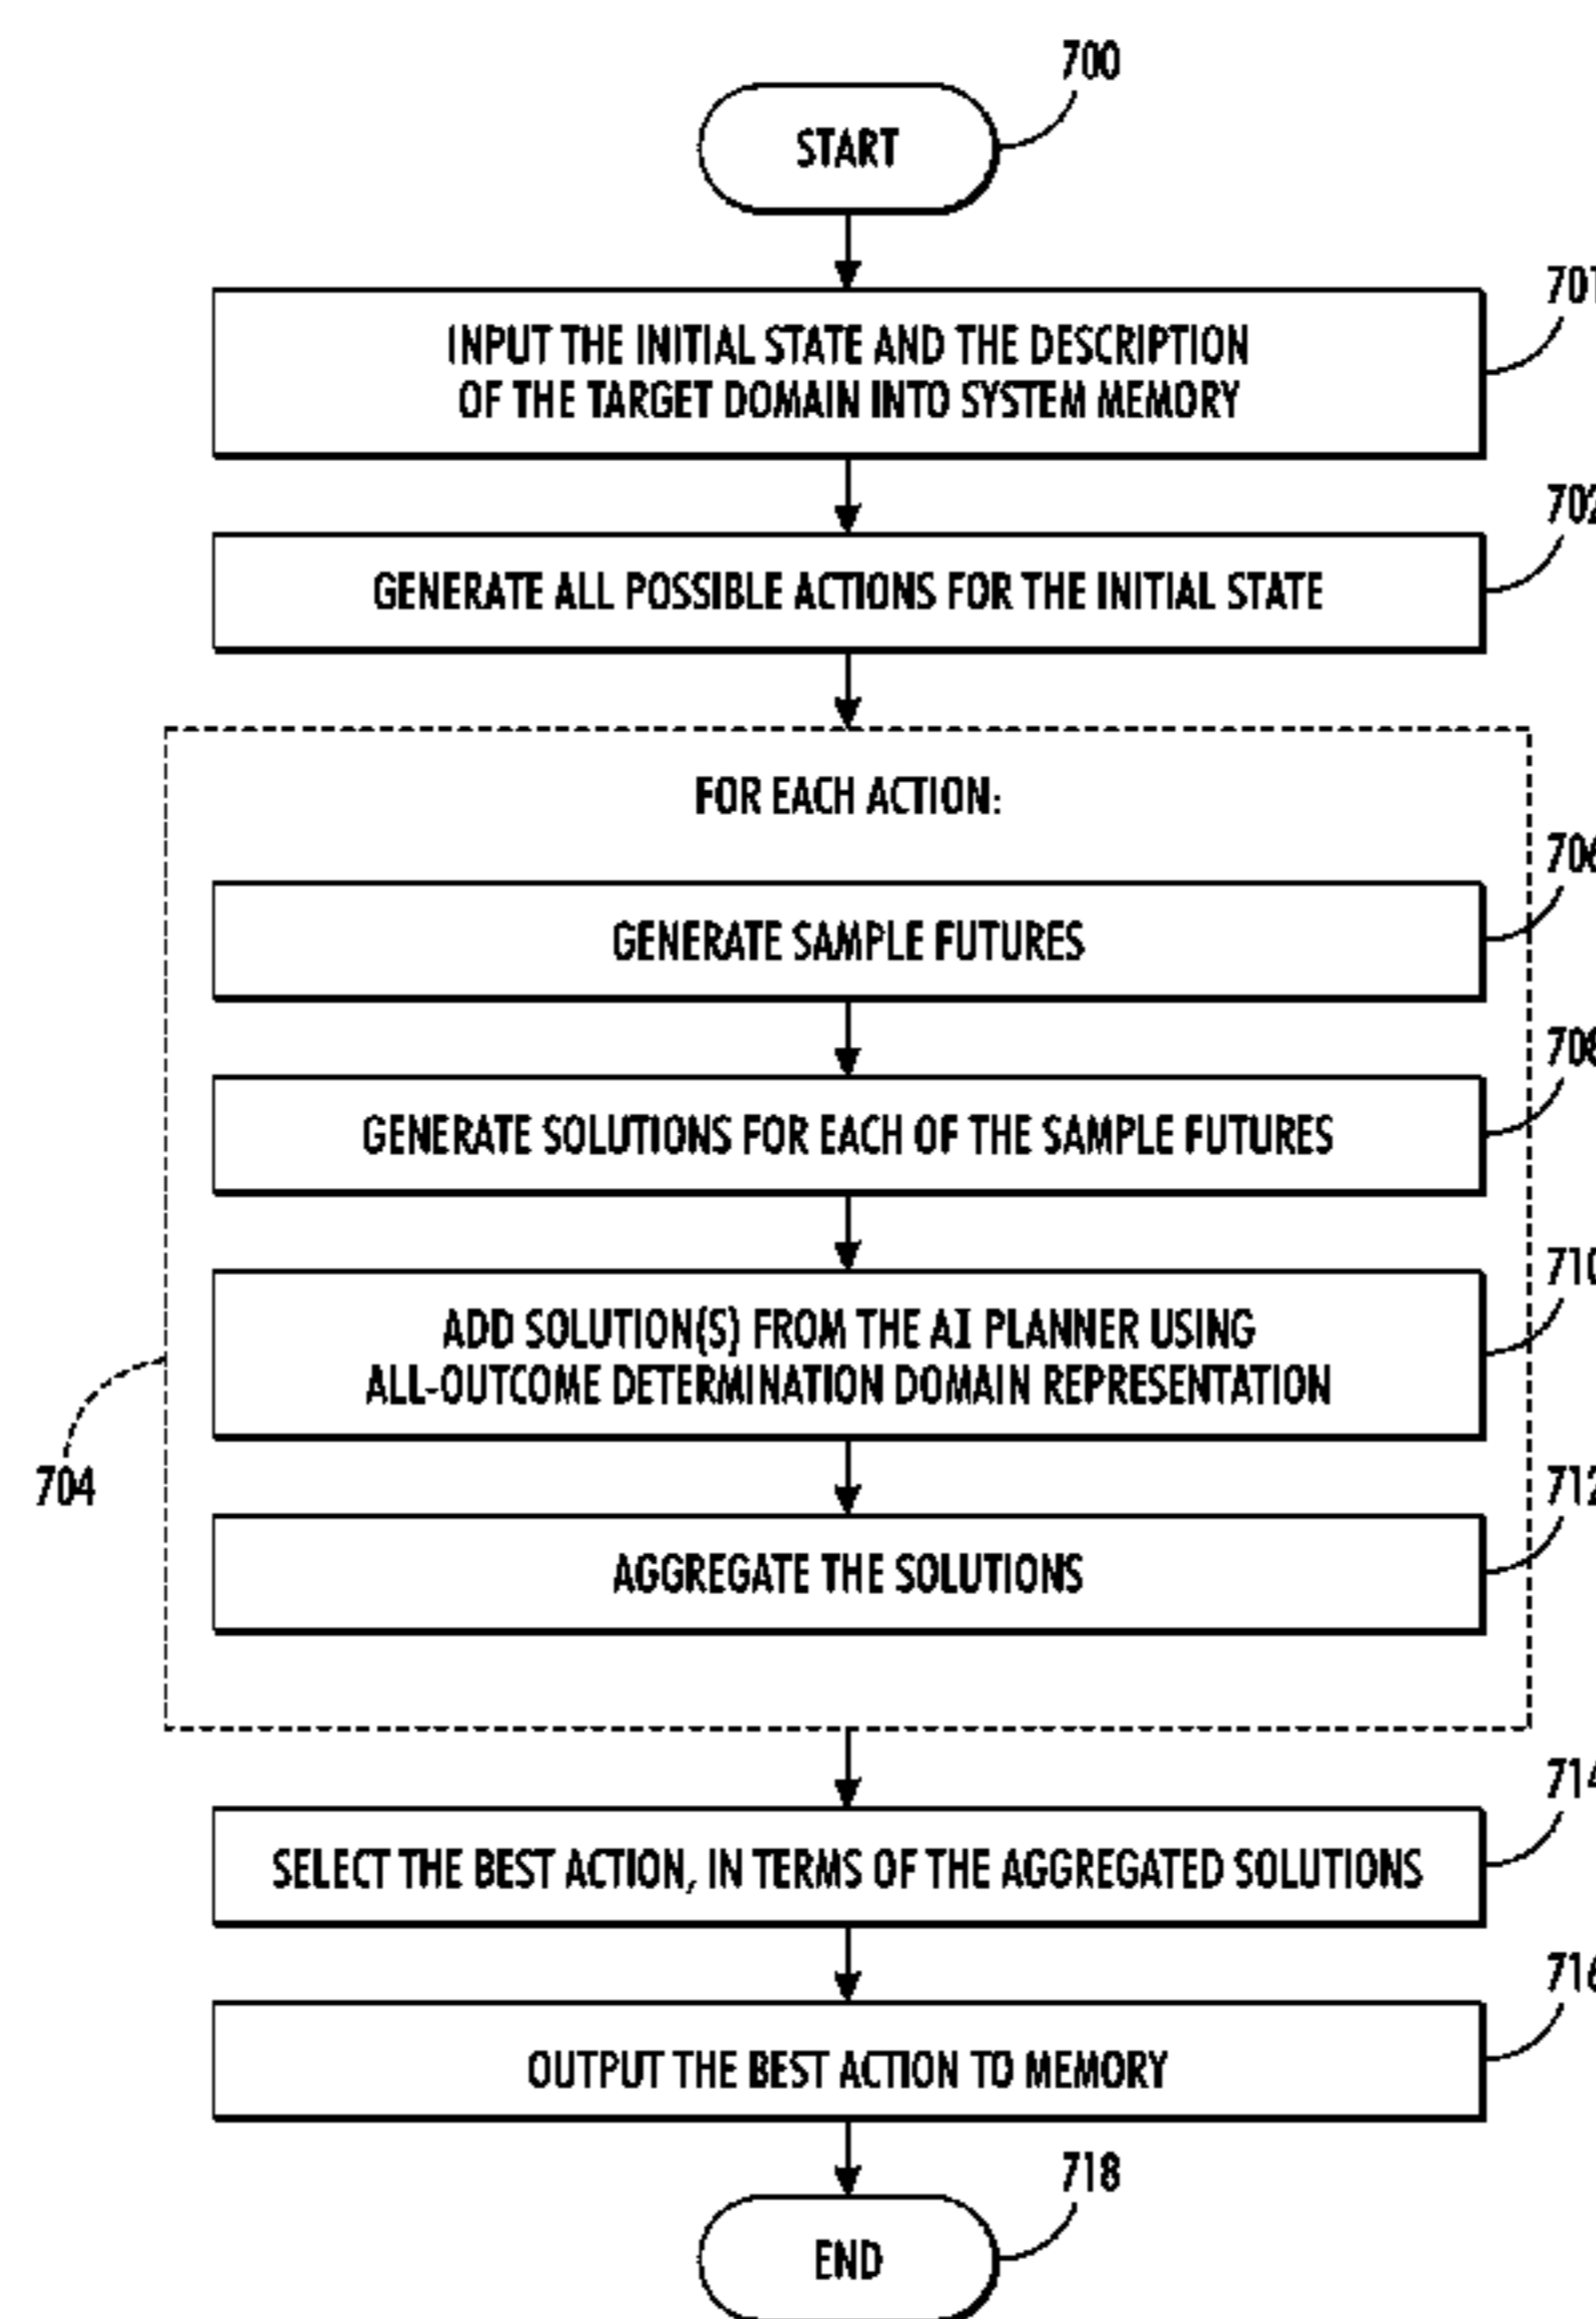 700
START
701
INPUT THE INITIAL STATE AND THE DESCRIPTION
OF THE TARGET DOMAIN INTO SYSTEM MEMORY
702
GENERATE ALL POSSIBLE ACTIONS FOR THE INITIAL STATE
FOR EACH ACTION:
706
GENERATE SAMPLE FUTURES
708
GENERATE SOLUTIONS FOR EACH OF THE SAMPLE FUTURES
710
ADD SOLUTION(S) FROM THE AI PLANNER USING
ALL-OUTCOME DETERMINATION DOMAIN REPRESENTATION
704
712
AGGREGATE THE SOLUTIONS
714
SELECT THE BEST ACTION, IN TERMS OF THE AGGREGATED SOLUTIONS
716
OUTPUT THE BEST ACTION TO MEMORY
718
END